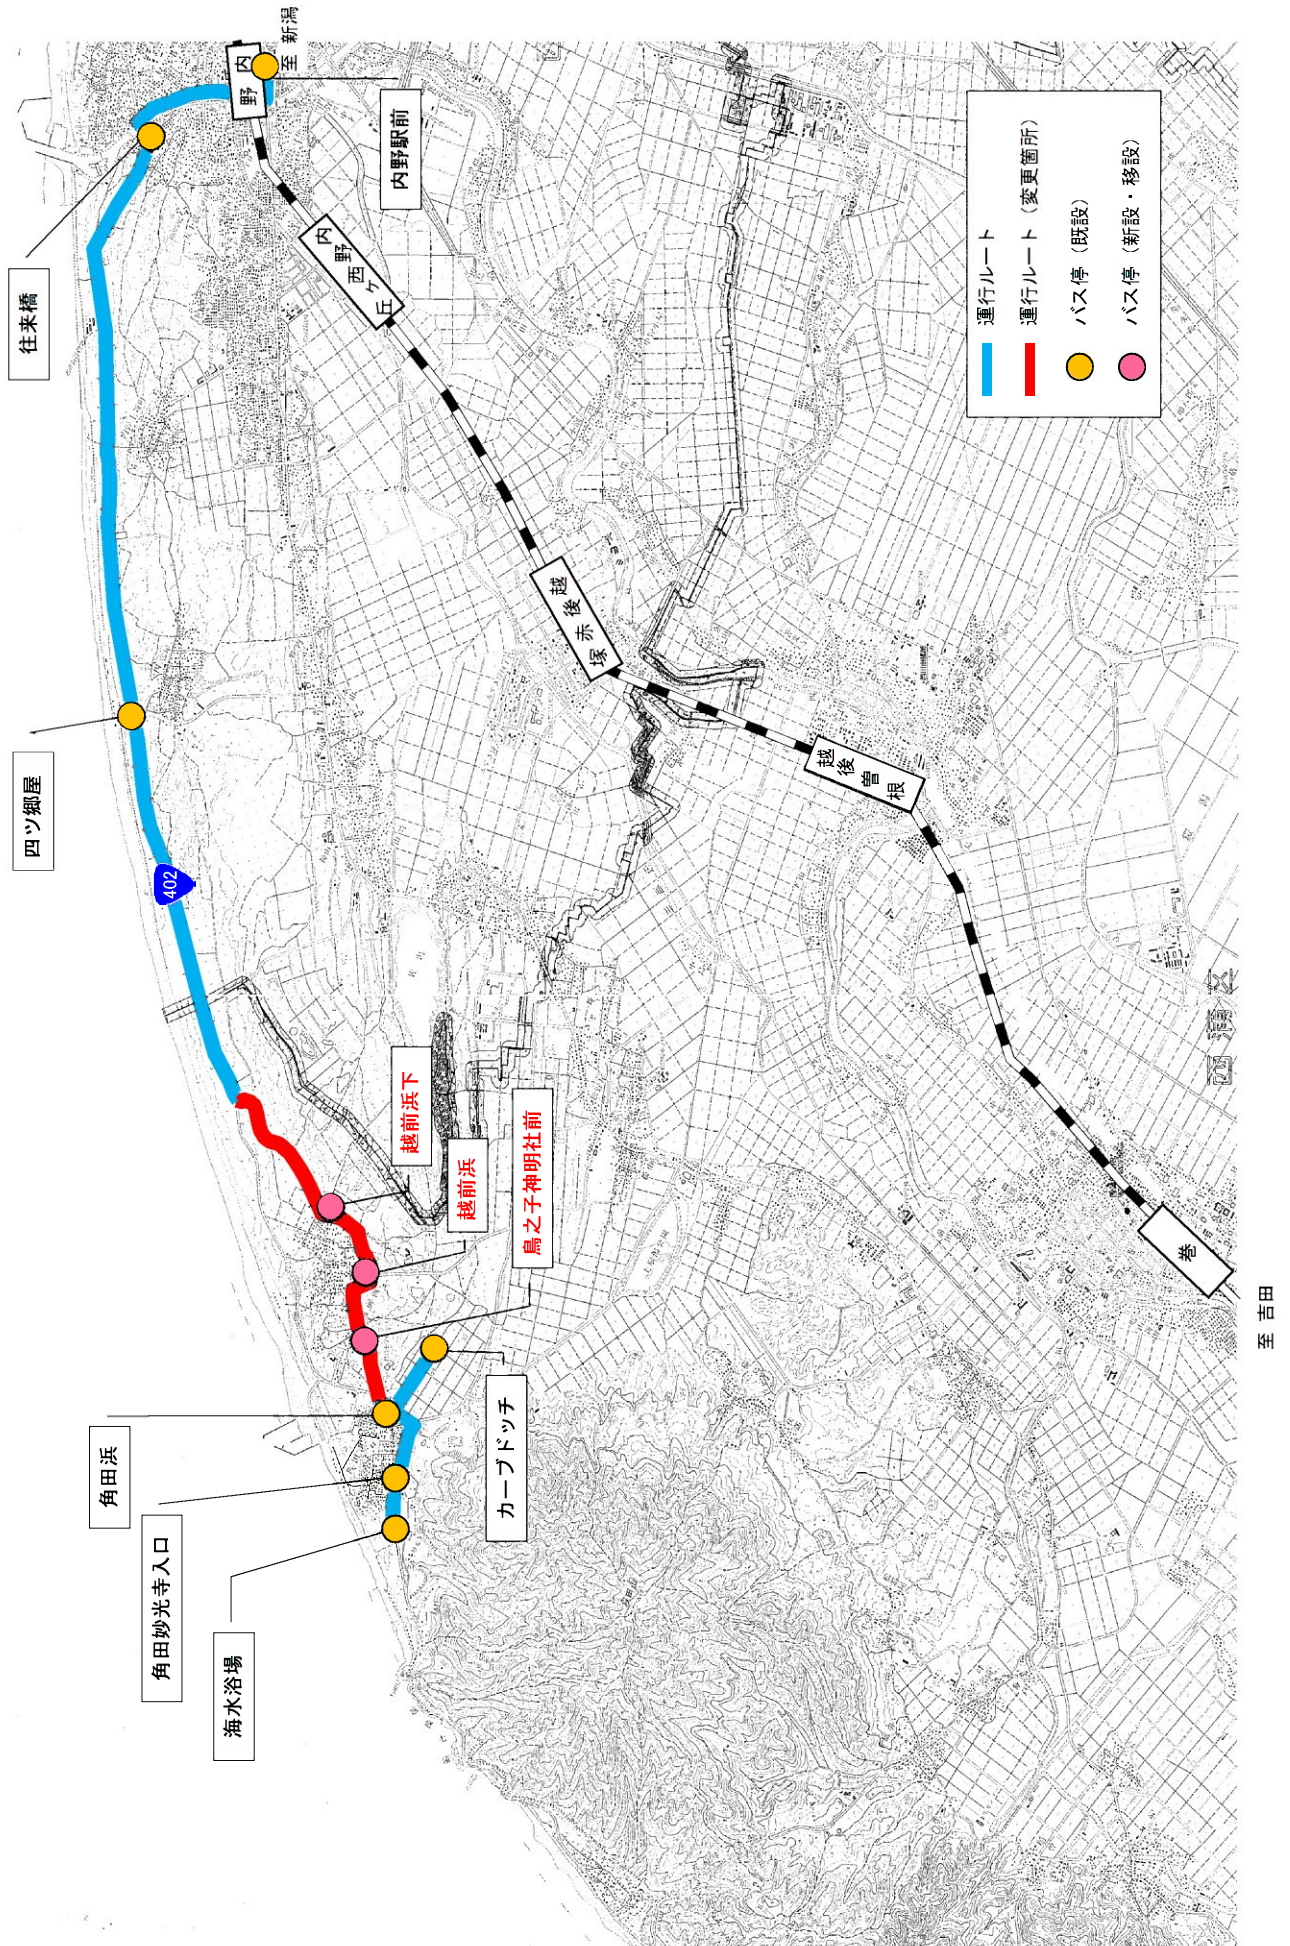 至 新潟
内野
内野駅前
往来橋
内野西ヶ丘
四ツ郷屋
402
越後赤塚
越後曽根
越前浜下
越前浜
鳥之子神明社前
カーブドッチ
角田浜
角田妙光寺入口
海水浴場
巻
至 吉田
西蒲区
運行ルート
運行ルート（変更箇所）
バス停（既設）
バス停（新設・移設）